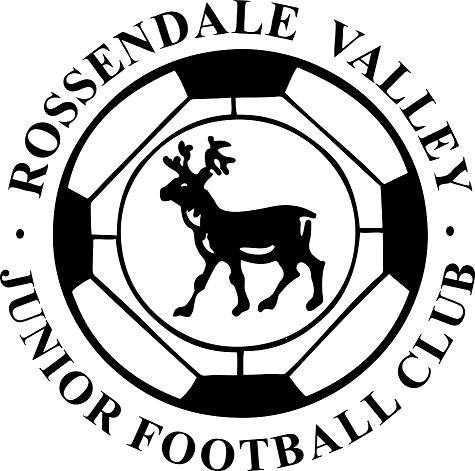 ROSSENDALE VALLEY
· JUNIOR FOOTBALL CLUB ·